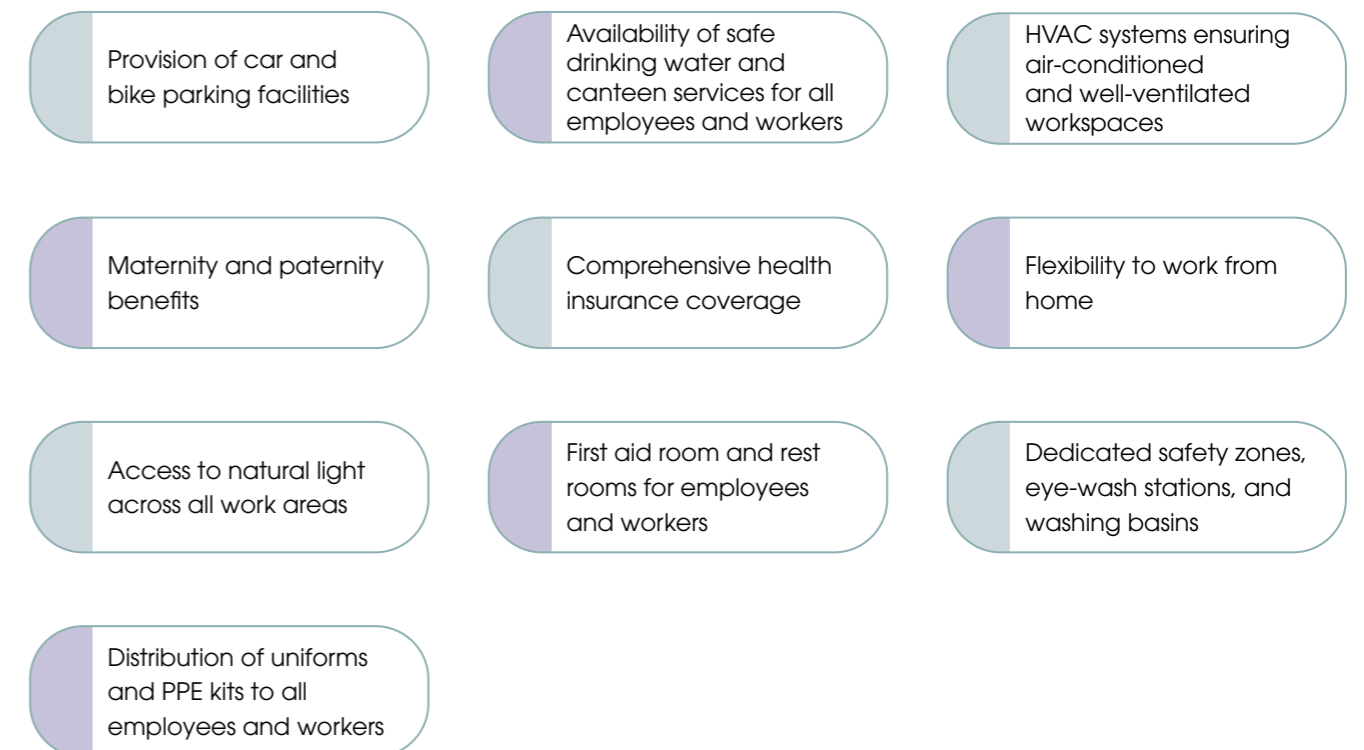 Provision of car and
bike parking facilities
Availability of safe
drinking water and
canteen services for all
employees and workers
HVAC systems ensuring
air-conditioned
and well-ventilated
workspaces
Maternity and paternity
benefits
Comprehensive health
insurance coverage
Flexibility to work from
home
Access to natural light
across all work areas
First aid room and rest
rooms for employees
and workers
Dedicated safety zones,
eye-wash stations, and
washing basins
Distribution of uniforms
and PPE kits to all
employees and workers